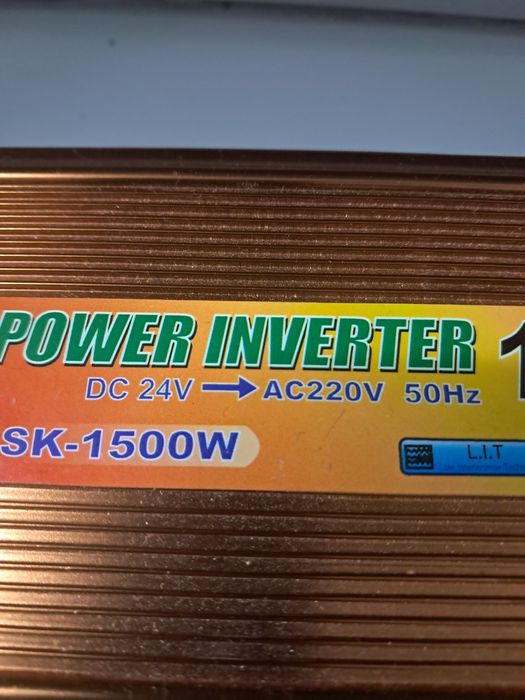 POWER INVERTER
DC 24V → AC220V 50Hz
SK-1500W
L.I.T